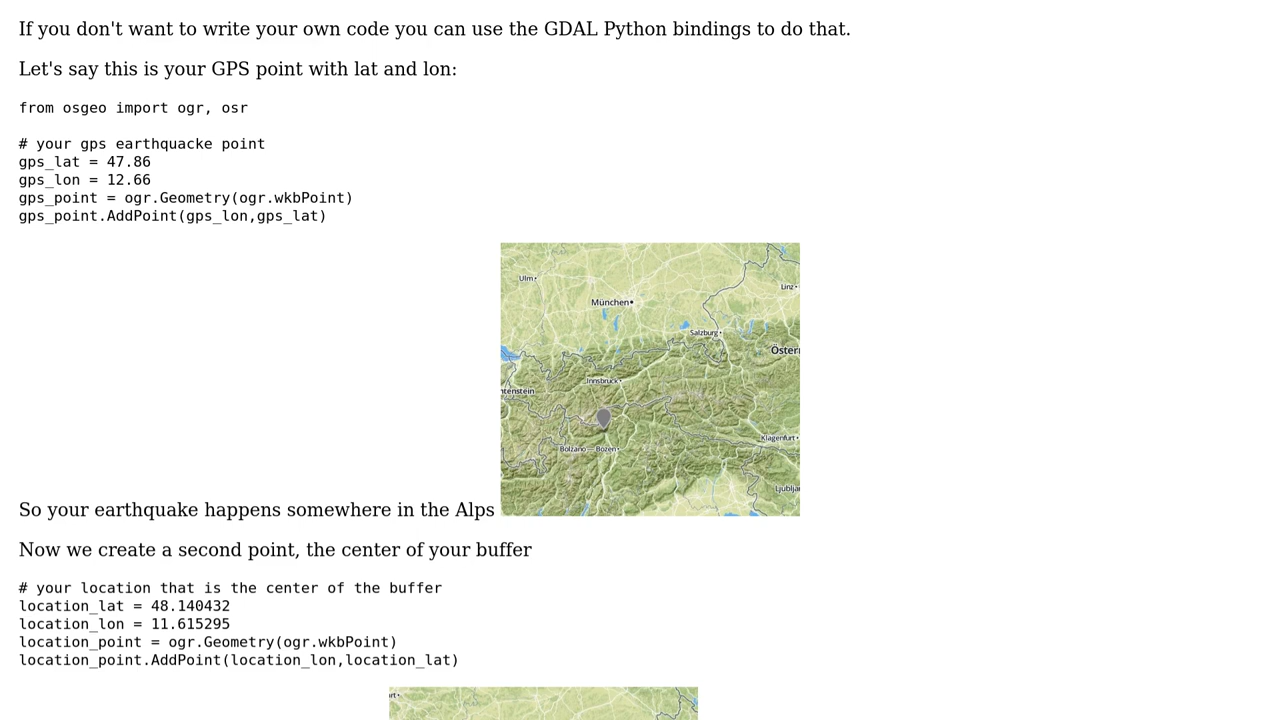 If you don't want to write your own code you can use the GDAL Python bindings to do that.
Let's say this is your GPS point with lat and lon:
from osgeo import ogr, osr
# your gps earthquacke point
gps_lat = 47.86
gps_lon = 12.66
gps_point = ogr.Geometry(ogr.wkbPoint)
gps_point.AddPoint(gps_lon,gps_lat)
Ulm
Linz
München
Salzburg
Österr
Innsbruck
ntenstein
Klagenfurt
Bolzano — Bozen
Ljublja
So your earthquake happens somewhere in the Alps
Now we create a second point, the center of your buffer
# your location that is the center of the buffer
location_lat = 48.140432
location_lon = 11.615295
location_point = ogr.Geometry(ogr.wkbPoint)
location_point.AddPoint(location_lon,location_lat)